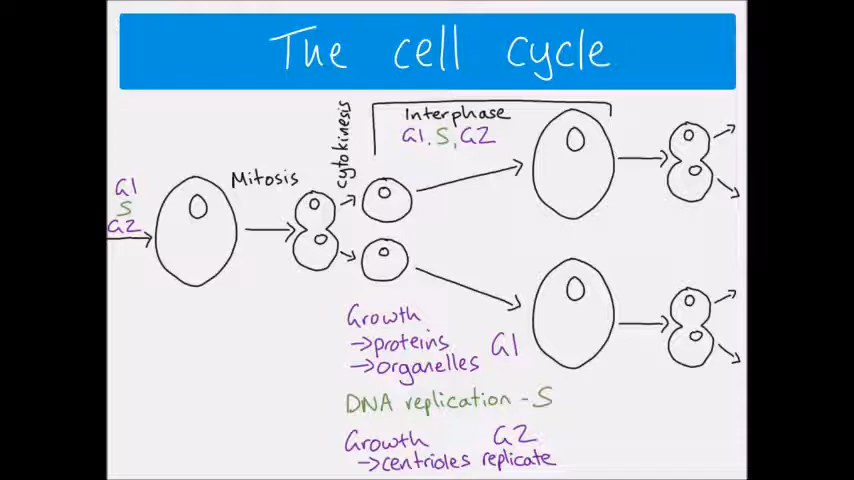 The cell cycle
cytokinesis
Interphase
G1, S, G2
Mitosis
G1
S
G2
Growth
→proteins
→organelles
G1
DNA replication - S
Growth G2
→centrioles replicate